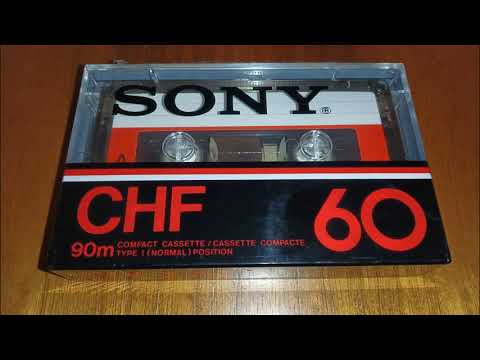 SONY®
A
CHF 60
90m COMPACT CASSETTE / CASSETTE COMPACTE
TYPE I (NORMAL) POSITION